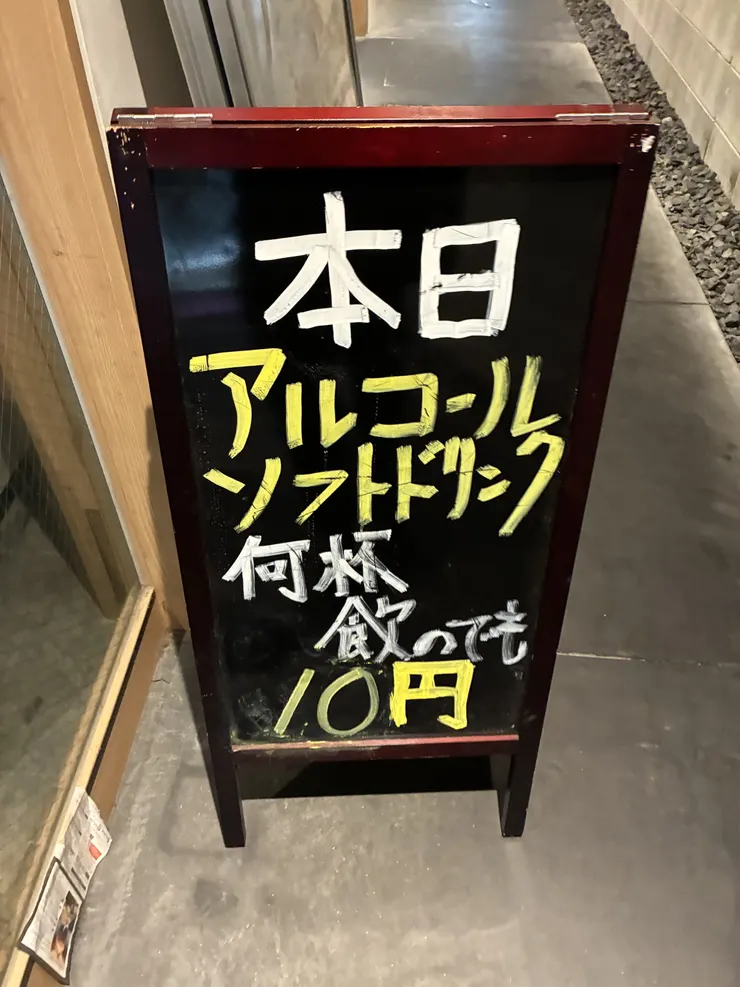 本日
アルコール
ソフトドリンク
何杯
飲のでも
10円